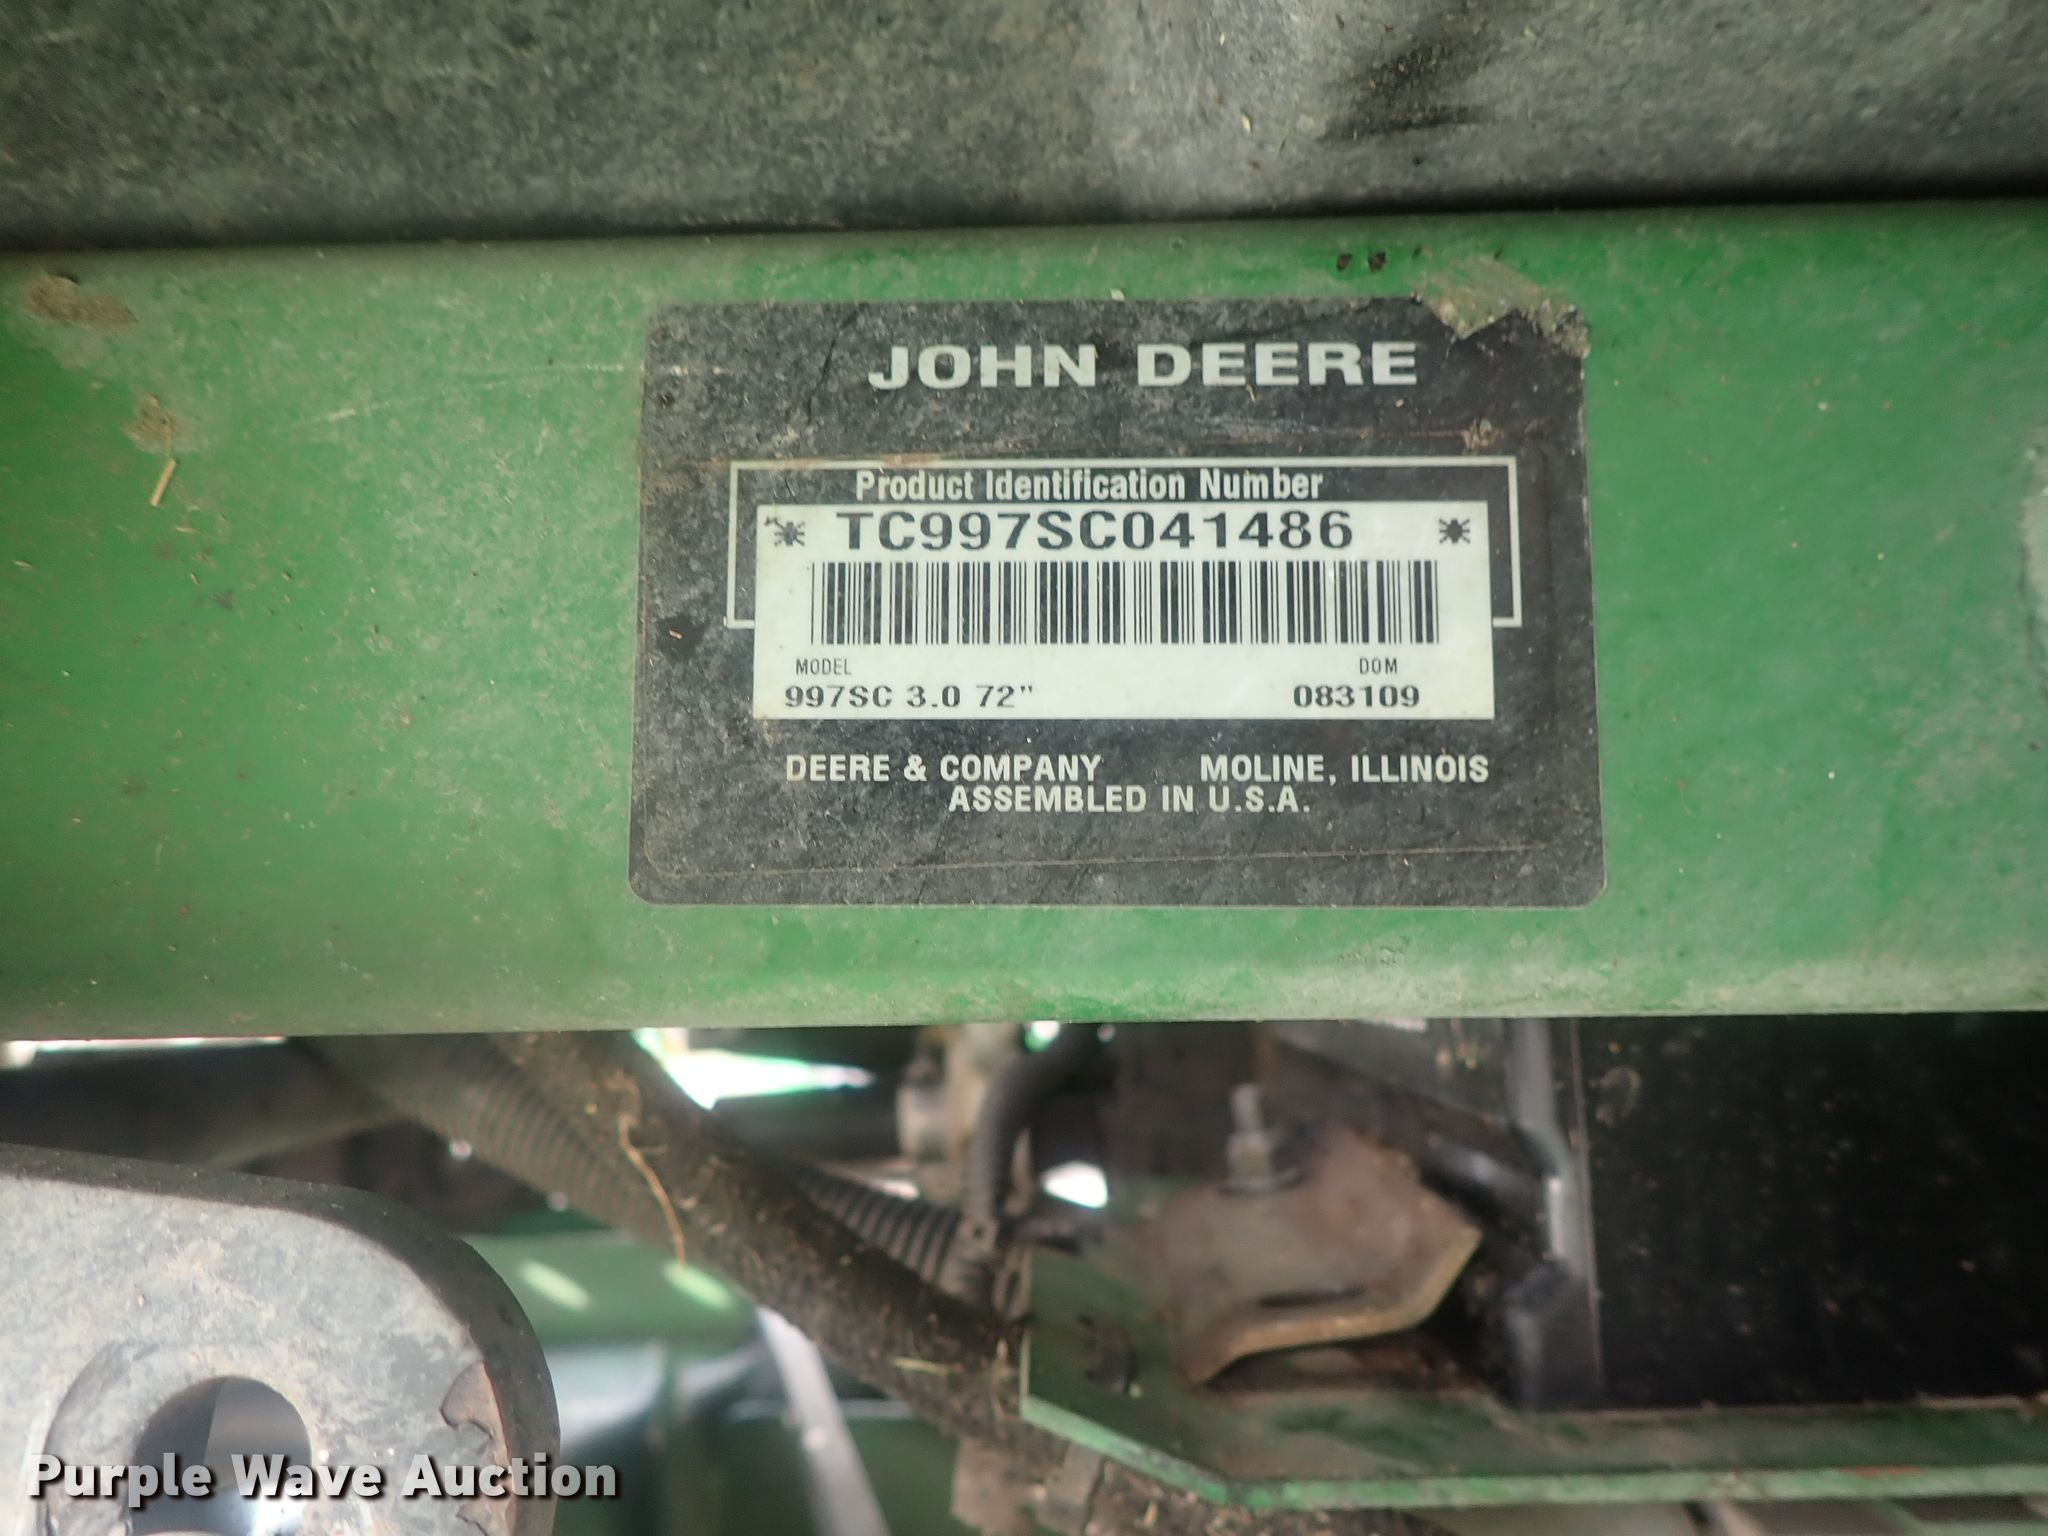 JOHN DEERE
Product Identification Number
TC997SC041486
MODEL DOM
997SC 3.0 72" 083109
DEERE & COMPANY MOLINE, ILLINOIS
ASSEMBLED IN U.S.A.
Purple Wave Auction